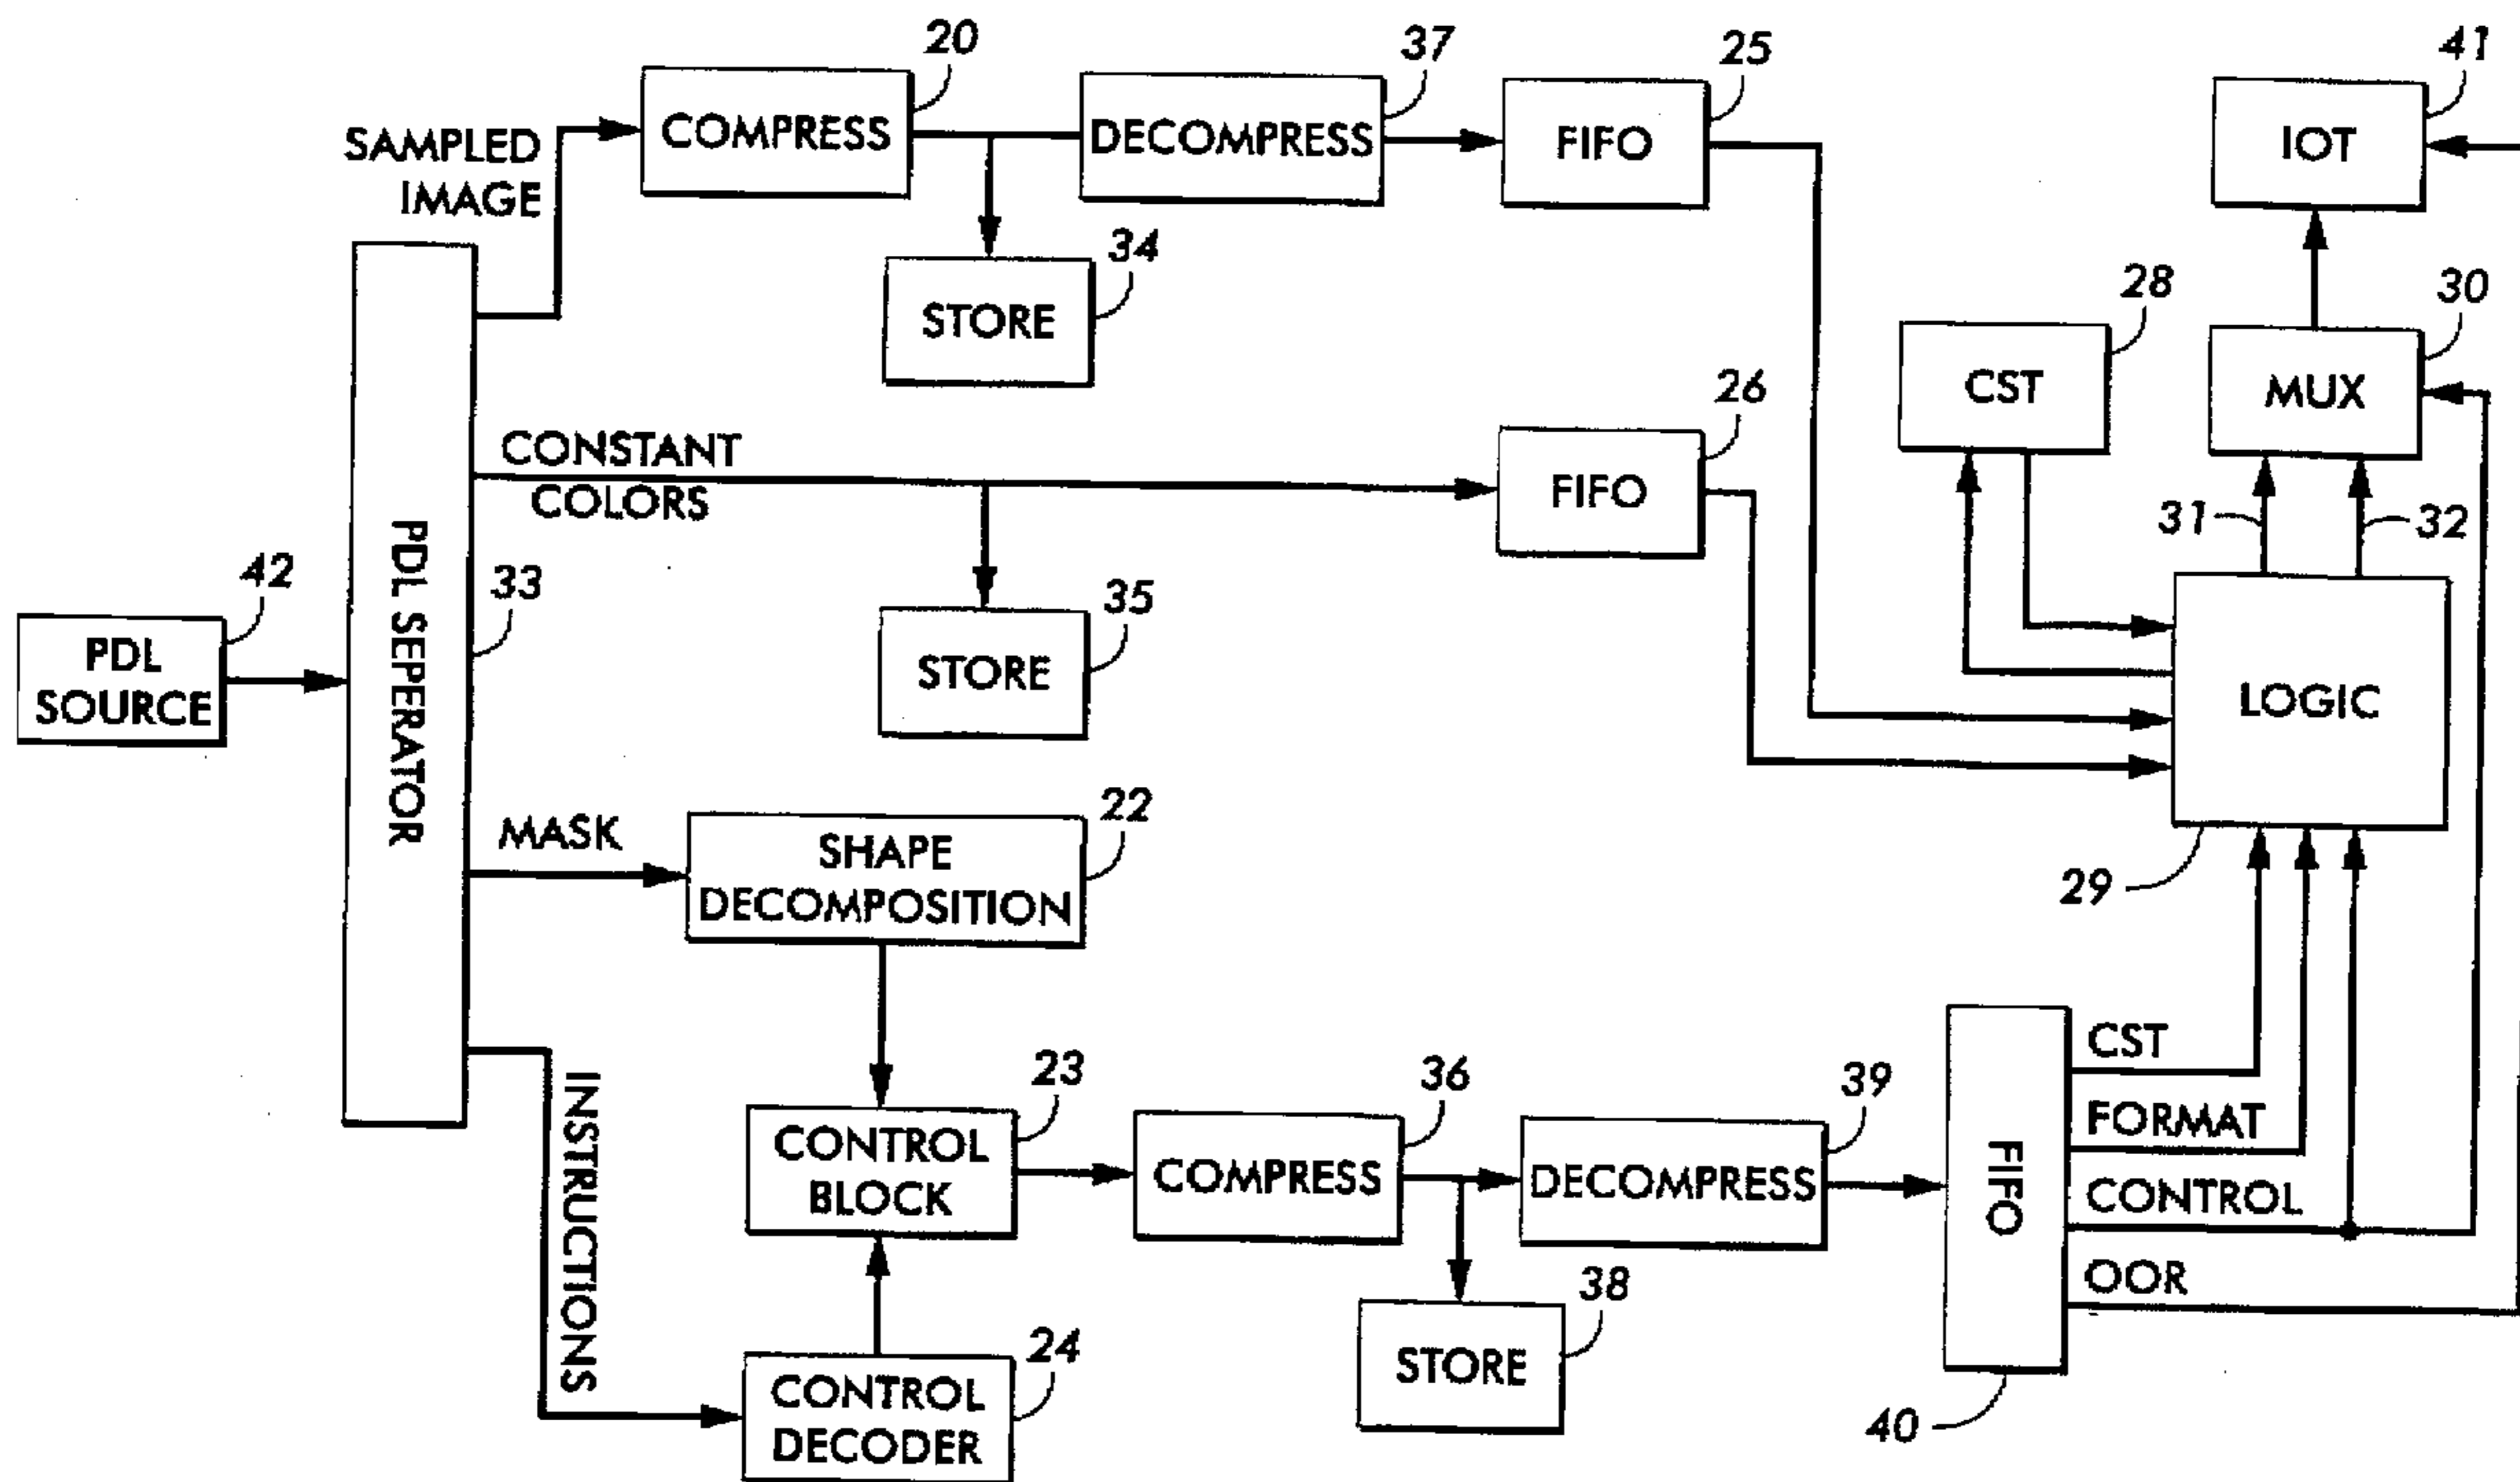 20
37
25
41
COMPRESS
DECOMPRESS
FIFO
IOT
SAMPLED
IMAGE
34
STORE
28
30
CST
MUX
26
CONSTANT
COLORS
FIFO
31
32
42
PDL
SOURCE
PDL SEPERATOR
33
35
STORE
LOGIC
29
MASK
22
SHAPE
DECOMPOSITION
INSTRUCTIONS
23
CONTROL
BLOCK
36
COMPRESS
39
DECOMPRESS
FIFO
CST
FORMAT
CONTROL
OOR
40
38
STORE
24
CONTROL
DECODER